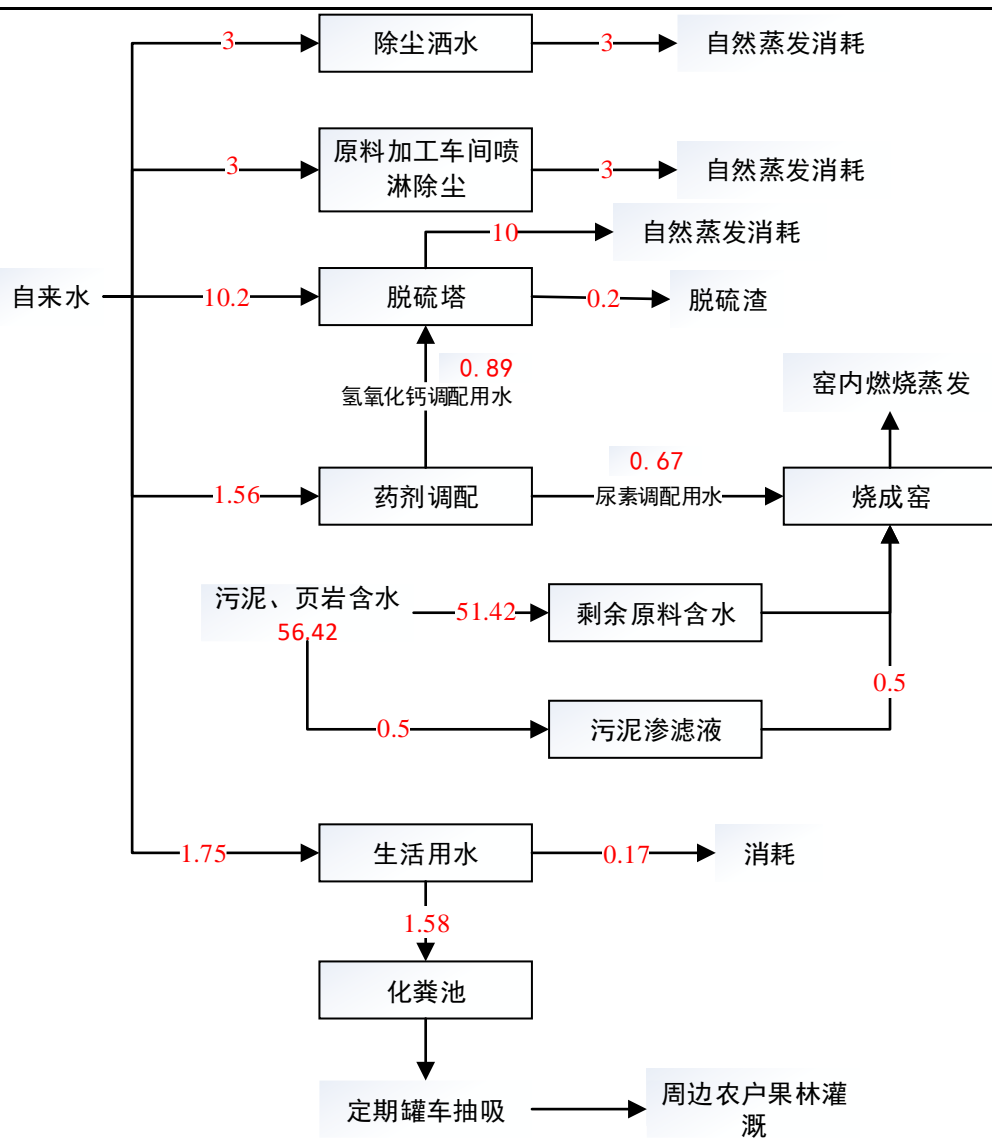 3
除尘洒水
3
自然蒸发消耗
3
原料加工车间喷
淋除尘
3
自然蒸发消耗
10
自然蒸发消耗
自来水
10.2
脱硫塔
0.2
脱硫渣
0.89
氢氧化钙调配用水
窑内燃烧蒸发
1.56
药剂调配
0.67
尿素调配用水
烧成窑
污泥、页岩含水
56.42
51.42
剩余原料含水
0.5
污泥渗滤液
0.5
1.75
生活用水
0.17
消耗
1.58
化粪池
定期罐车抽吸
周边农户果林灌
溉